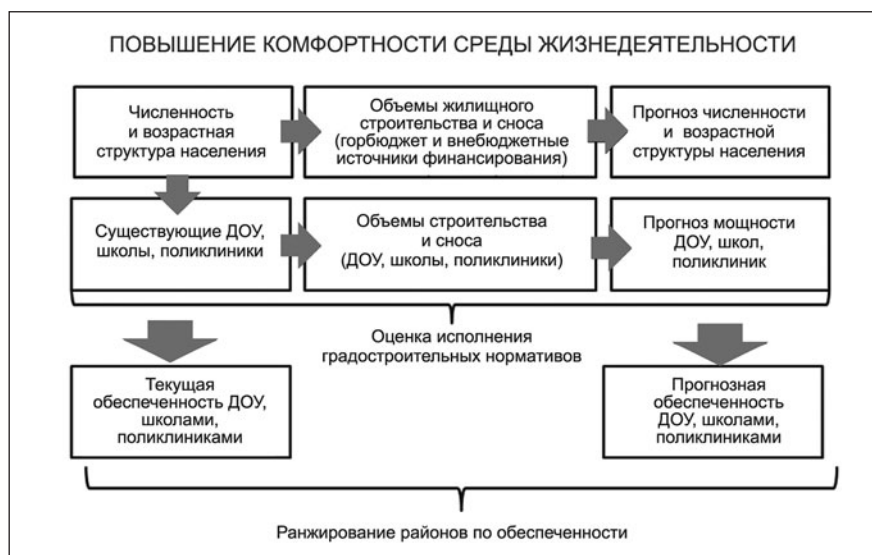 ПОВЫШЕНИЕ КОМФОРТНОСТИ СРЕДЫ ЖИЗНЕДЕЯТЕЛЬНОСТИ
Численность
и возрастная
структура населения
Объемы жилищного
строительства и сноса
(горбюджет и внебюджетные
источники финансирования)
Прогноз численности
и возрастной
структуры населения
Существующие ДОУ,
школы, поликлиники
Объемы строительства
и сноса
(ДОУ, школы, поликлиники)
Прогноз мощности
ДОУ, школ,
поликлиник
Оценка исполнения
градостроительных нормативов
Текущая
обеспеченность ДОУ,
школами,
поликлиниками
Прогнозная
обеспеченность
ДОУ, школами,
поликлиниками
Ранжирование районов по обеспеченности